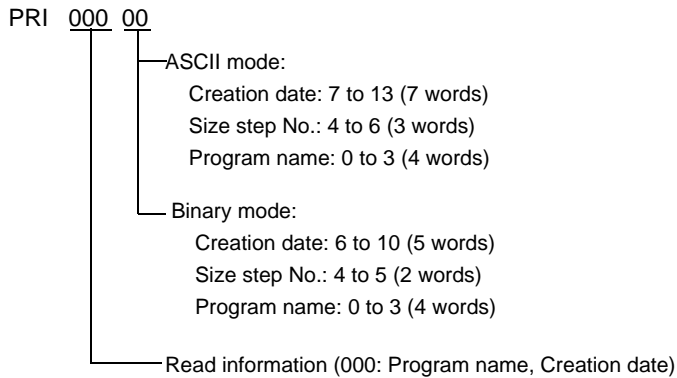 PRI 000 00
ASCII mode:
Creation date: 7 to 13 (7 words)
Size step No.: 4 to 6 (3 words)
Program name: 0 to 3 (4 words)
Binary mode:
Creation date: 6 to 10 (5 words)
Size step No.: 4 to 5 (2 words)
Program name: 0 to 3 (4 words)
Read information (000: Program name, Creation date)